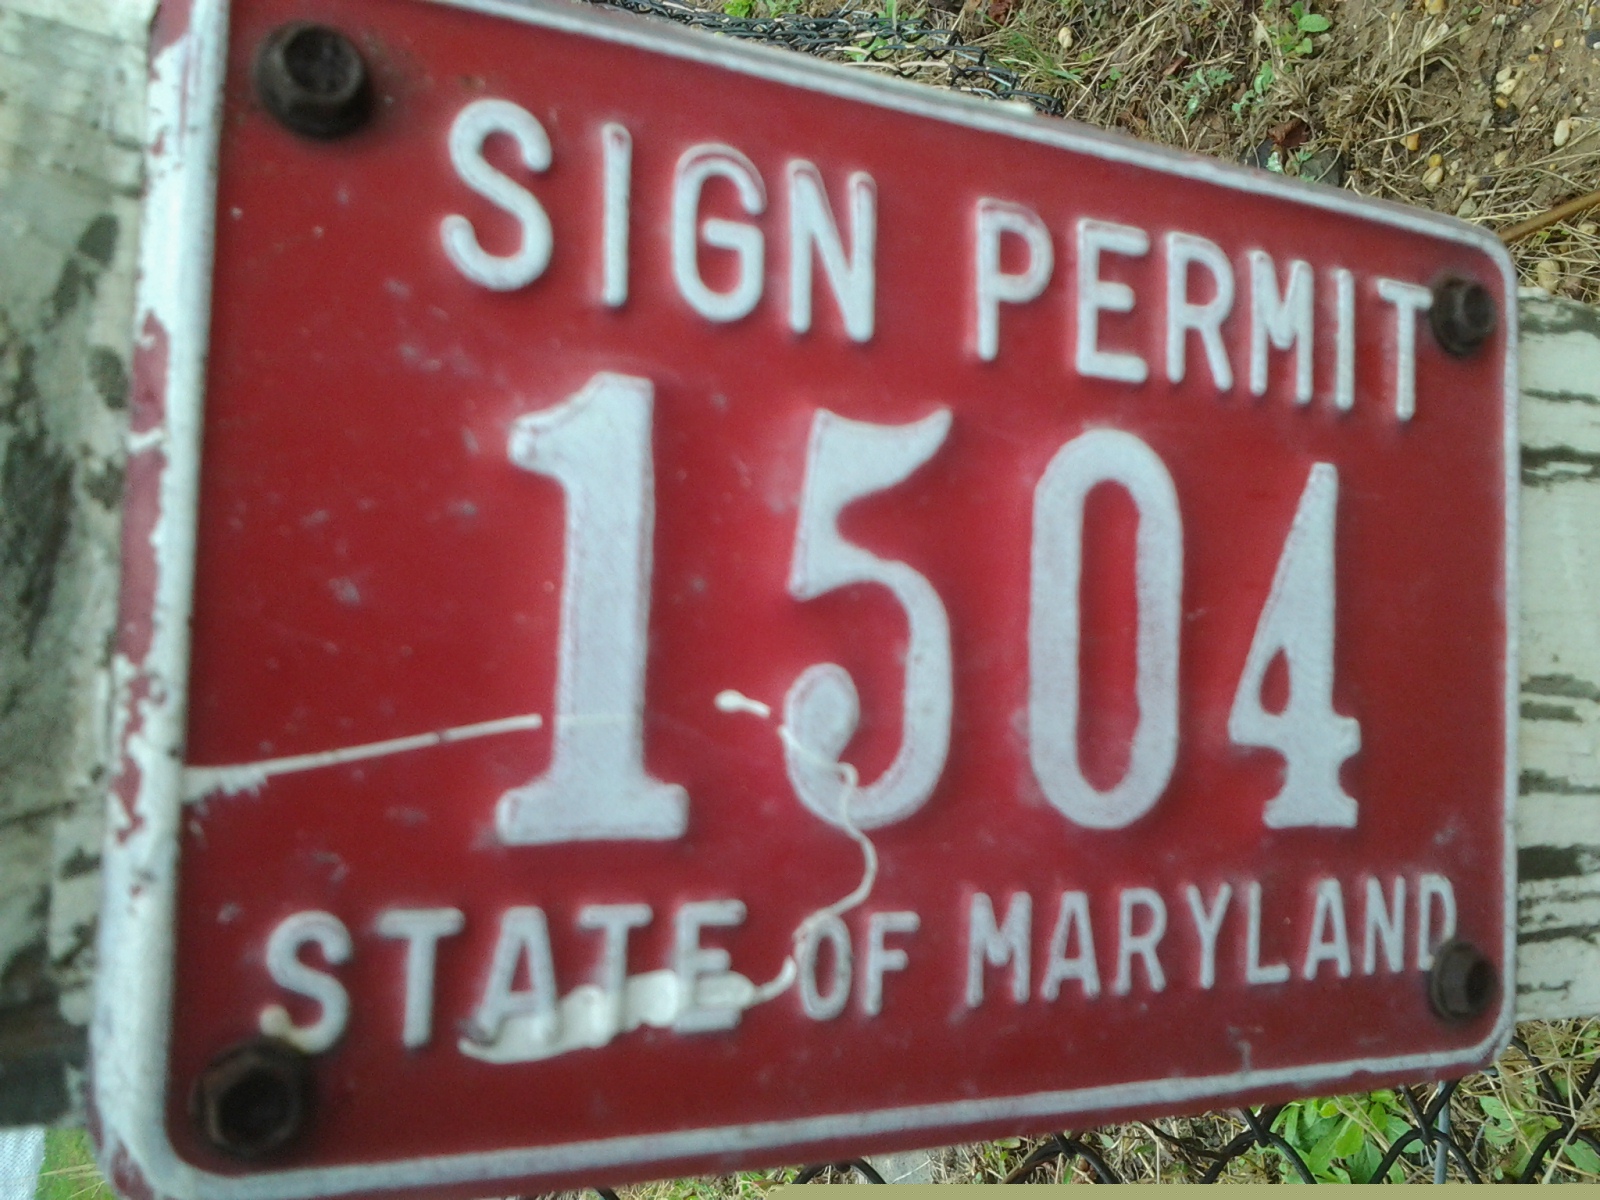 SIGN PERMIT
1504
STATE OF MARYLAND